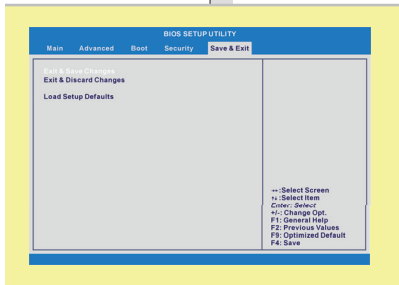 BIOS SETUP UTILITY
Main Advanced Boot Security Save & Exit
Exit & Save Changes
Exit & Discard Changes
Load Setup Defaults
↔:Select Screen
↑↓:Select Item
Enter: Select
+/-: Change Opt.
F1: General Help
F2: Previous Values
F9: Optimized Default
F4: Save